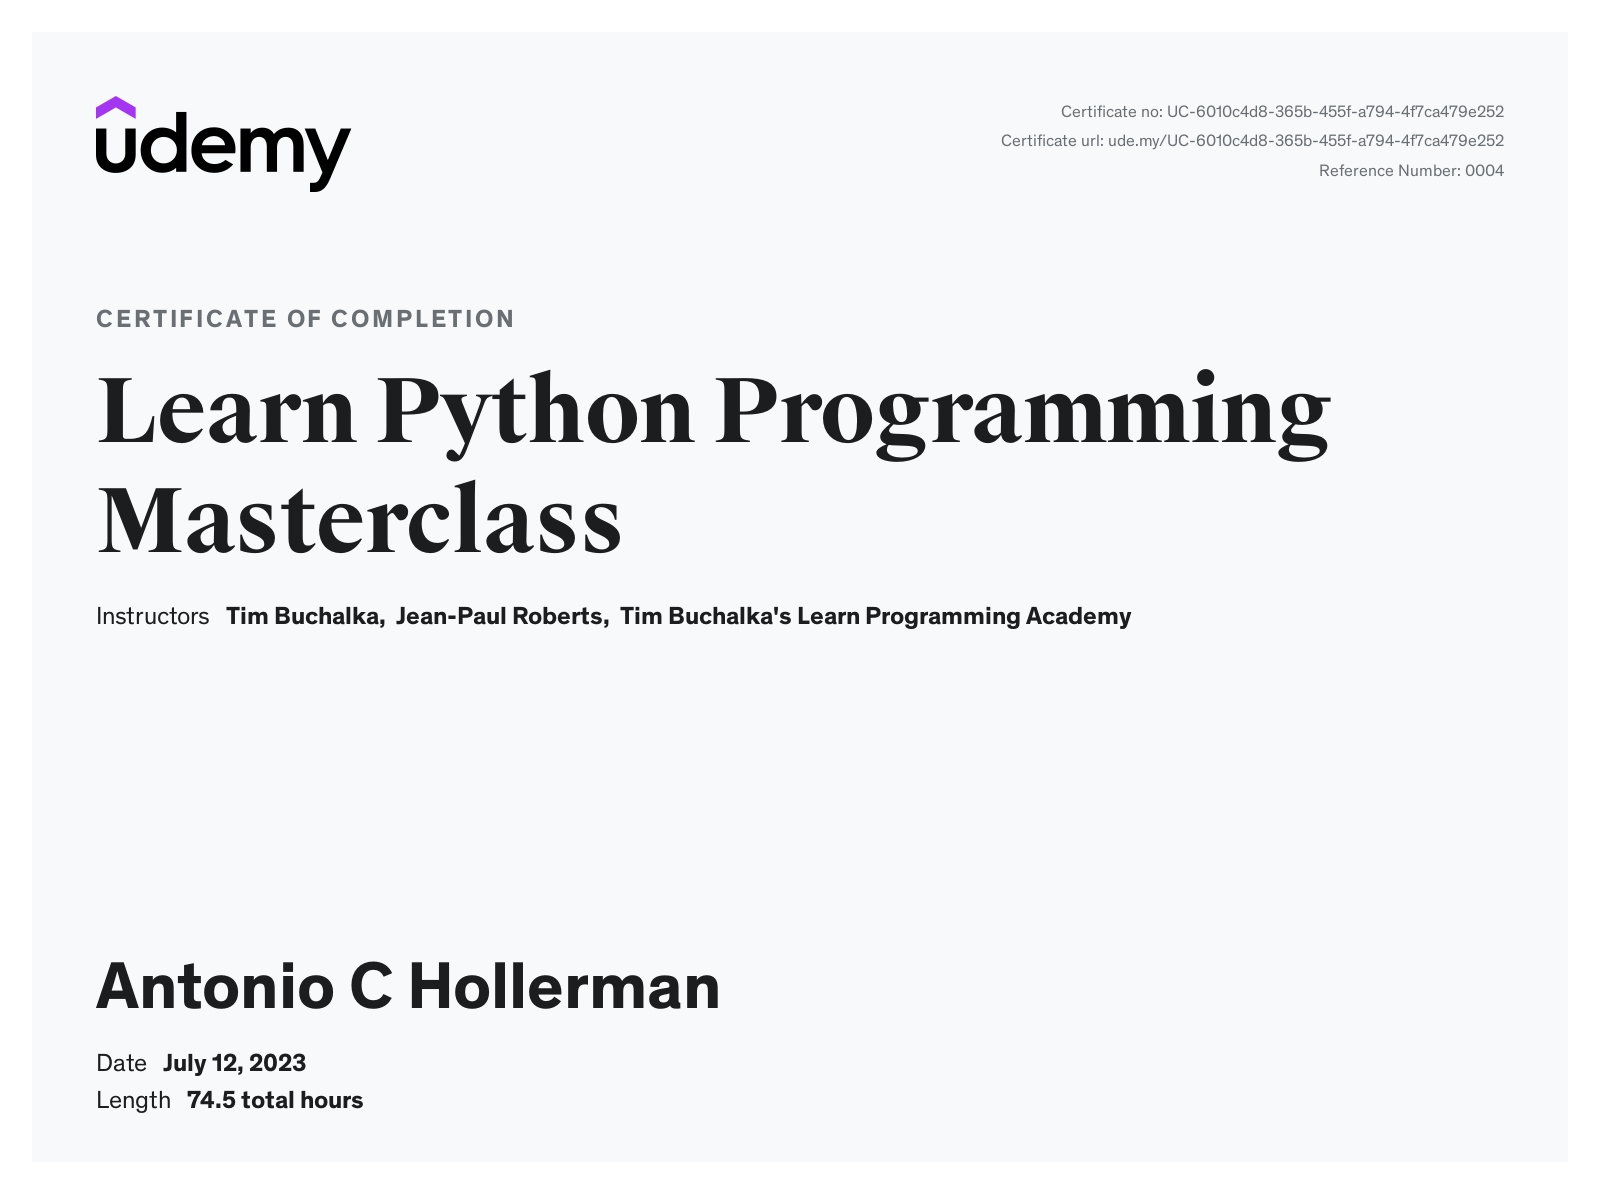 udemy
Certificate no: UC-6010c4d8-365b-455f-a794-4f7ca479e252
Certificate url: ude.my/UC-6010c4d8-365b-455f-a794-4f7ca479e252
Reference Number: 0004
CERTIFICATE OF COMPLETION
Learn Python Programming
Masterclass
Instructors Tim Buchalka, Jean-Paul Roberts, Tim Buchalka's Learn Programming Academy
Antonio C Hollerman
Date July 12, 2023
Length 74.5 total hours